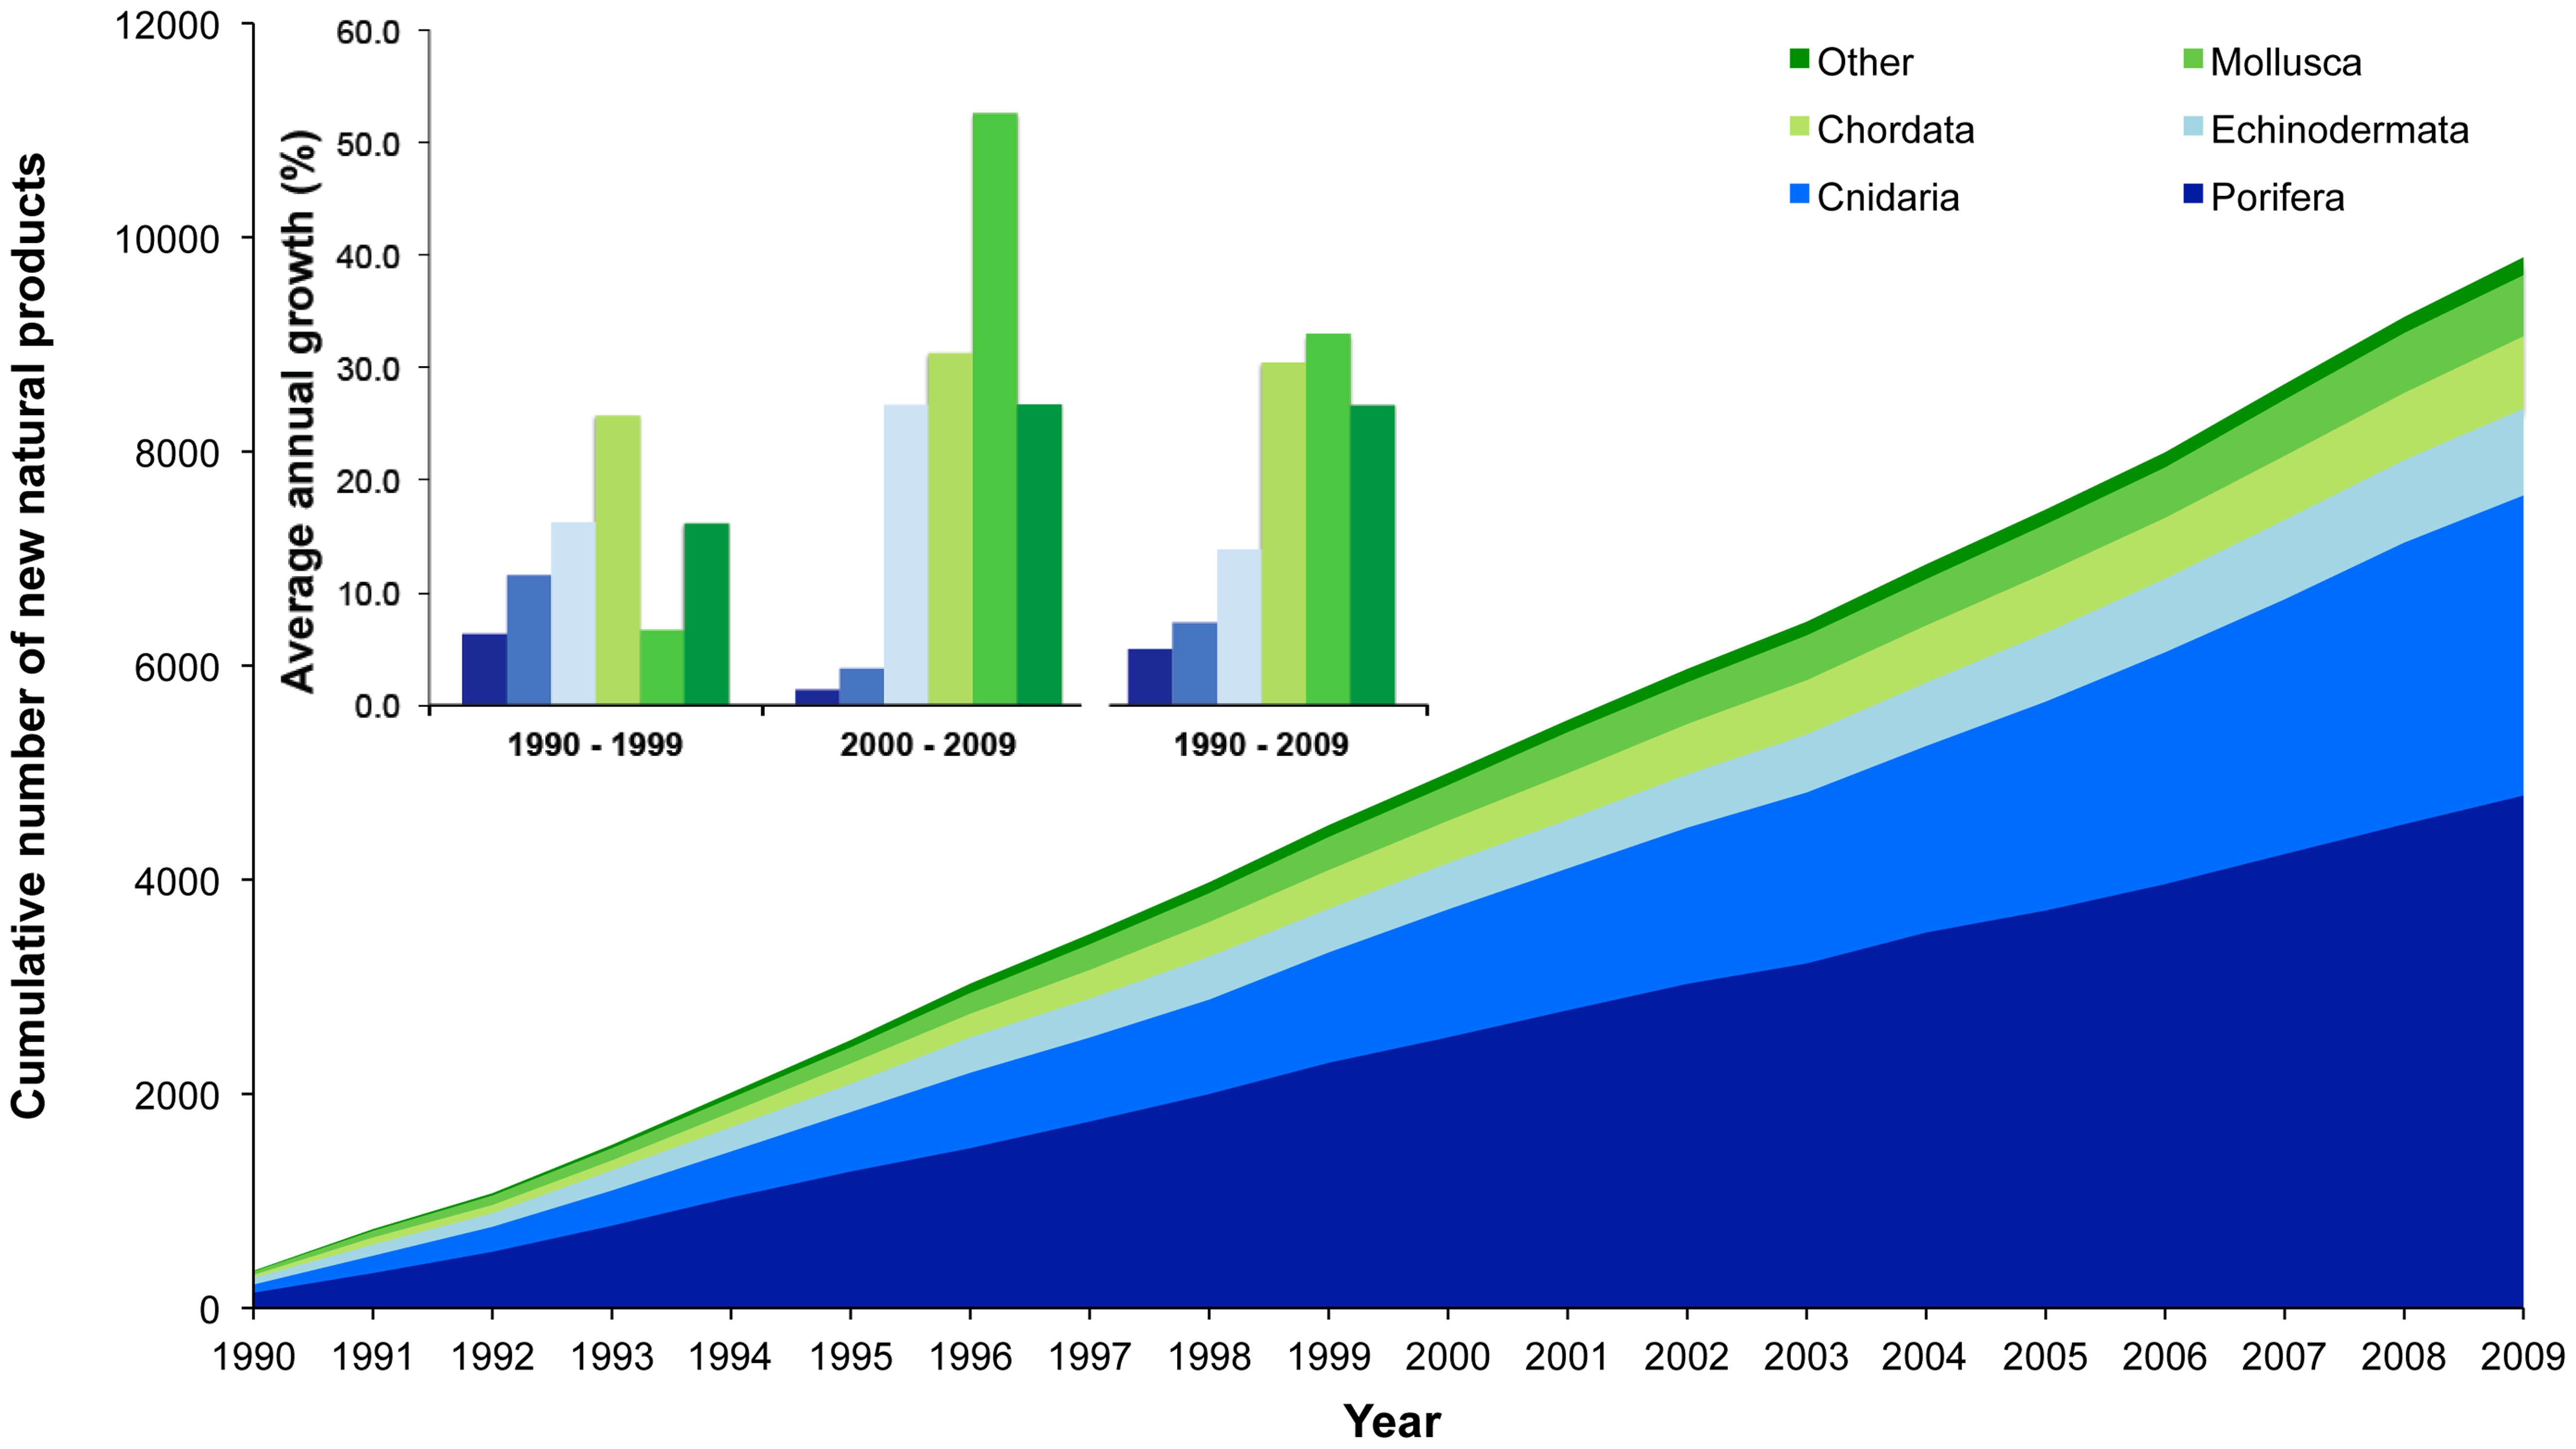 Cumulative number of new natural products
12000
10000
8000
6000
4000
2000
0
Average annual growth (%)
60.0
50.0
40.0
30.0
20.0
10.0
0.0
1990 - 1999 2000 - 2009 1990 - 2009
Other Mollusca
Chordata Echinodermata
Cnidaria Porifera
1990 1991 1992 1993 1994 1995 1996 1997 1998 1999 2000 2001 2002 2003 2004 2005 2006 2007 2008 2009
Year